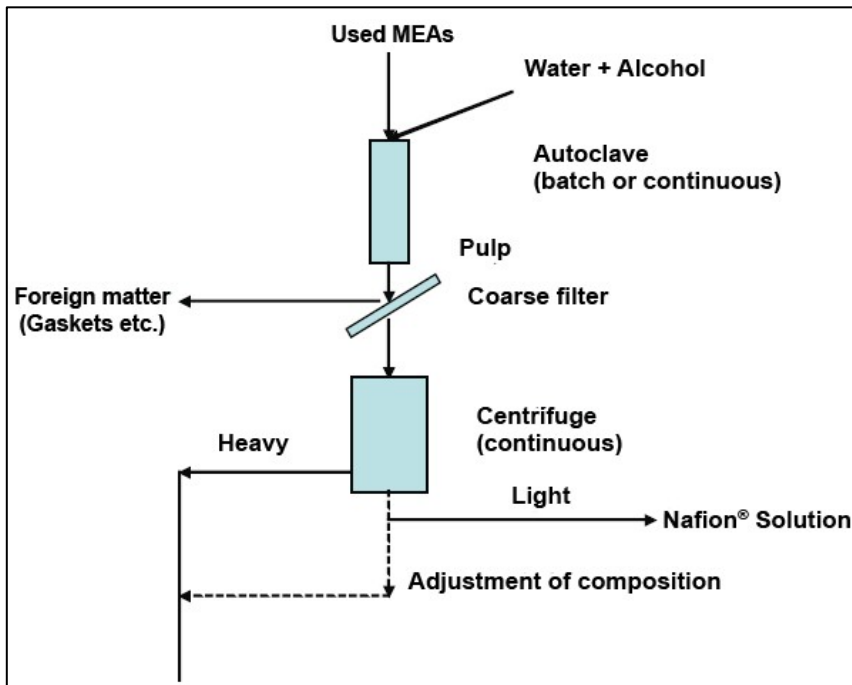 Used MEAs
Water + Alcohol
Autoclave
(batch or continuous)
Pulp
Coarse filter
Foreign matter
(Gaskets etc.)
Centrifuge
(continuous)
Heavy
Light
Nafion® Solution
Adjustment of composition